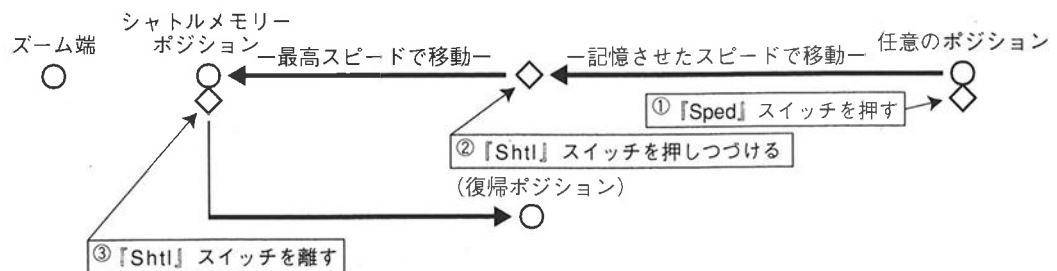 ズーム端
シャトルメモリー
ポジション
最高スピードで移動
記憶させたスピードで移動
任意のポジション
①『Sped』スイッチを押す
②『Shtl』スイッチを押しつづける
(復帰ポジション)
③『Shtl』スイッチを離す